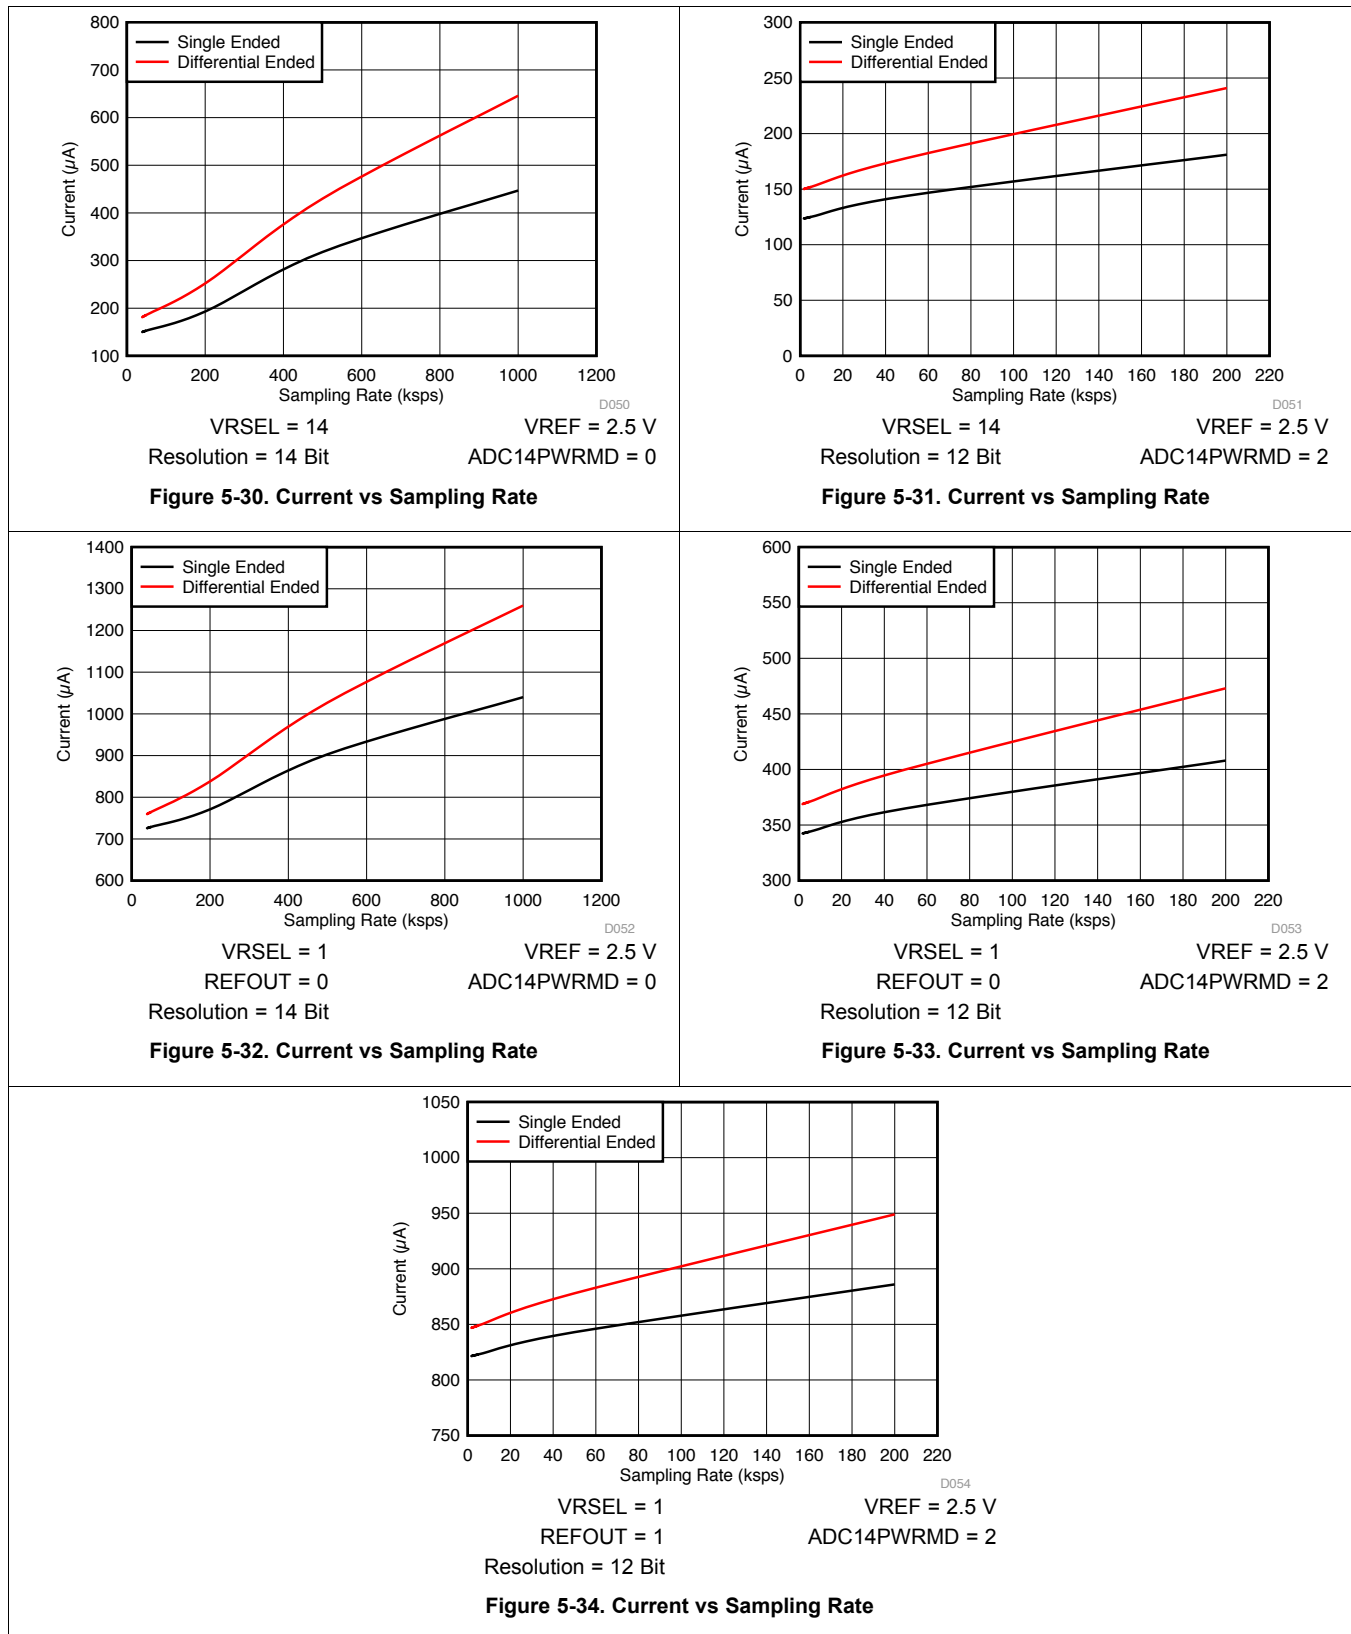 800
700
600
500
400
300
200
100
Current (µA)
Single Ended
Differential Ended
0 200 400 600 800 1000 1200
Sampling Rate (ksps)
D050
VRSEL = 14 VREF = 2.5 V
Resolution = 14 Bit ADC14PWRMD = 0
Figure 5-30. Current vs Sampling Rate
300
250
200
150
100
50
0
Current (µA)
Single Ended
Differential Ended
0 20 40 60 80 100 120 140 160 180 200 220
Sampling Rate (ksps)
D051
VRSEL = 14 VREF = 2.5 V
Resolution = 12 Bit ADC14PWRMD = 2
Figure 5-31. Current vs Sampling Rate
1400
1300
1200
1100
1000
900
800
700
600
Current (µA)
Single Ended
Differential Ended
0 200 400 600 800 1000 1200
Sampling Rate (ksps)
D052
VRSEL = 1 VREF = 2.5 V
REFOUT = 0 ADC14PWRMD = 0
Resolution = 14 Bit
Figure 5-32. Current vs Sampling Rate
600
550
500
450
400
350
300
Current (µA)
Single Ended
Differential Ended
0 20 40 60 80 100 120 140 160 180 200 220
Sampling Rate (ksps)
D053
VRSEL = 1 VREF = 2.5 V
REFOUT = 0 ADC14PWRMD = 2
Resolution = 12 Bit
Figure 5-33. Current vs Sampling Rate
1050
1000
950
900
850
800
750
Current (µA)
Single Ended
Differential Ended
0 20 40 60 80 100 120 140 160 180 200 220
Sampling Rate (ksps)
D054
VRSEL = 1 VREF = 2.5 V
REFOUT = 1 ADC14PWRMD = 2
Resolution = 12 Bit
Figure 5-34. Current vs Sampling Rate